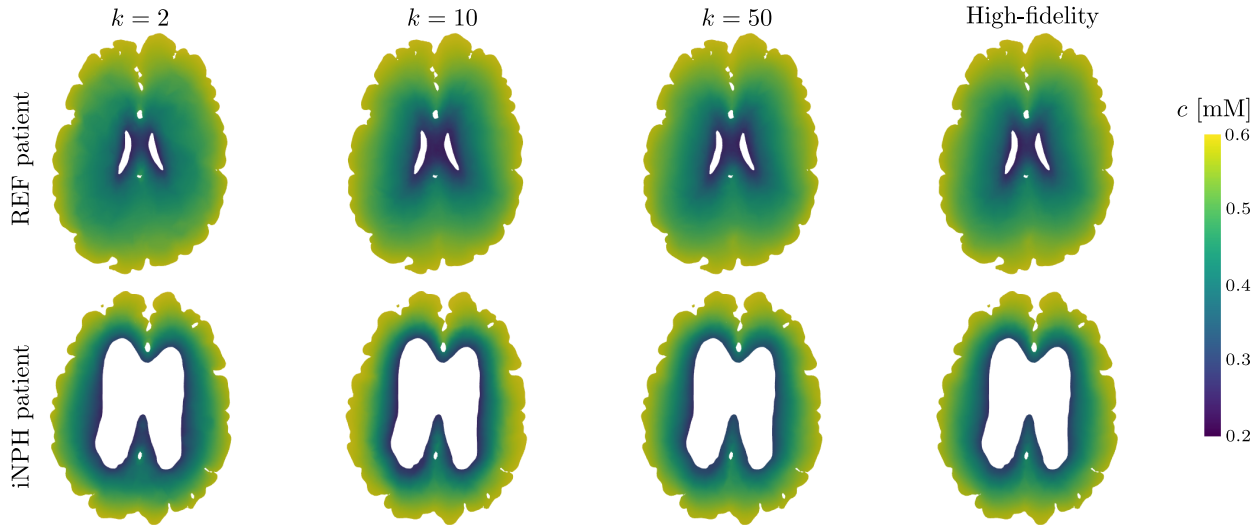 k = 2
k = 10
k = 50
High-fidelity
REF patient
iNPH patient
c [mM]
0.6
0.5
0.4
0.3
0.2